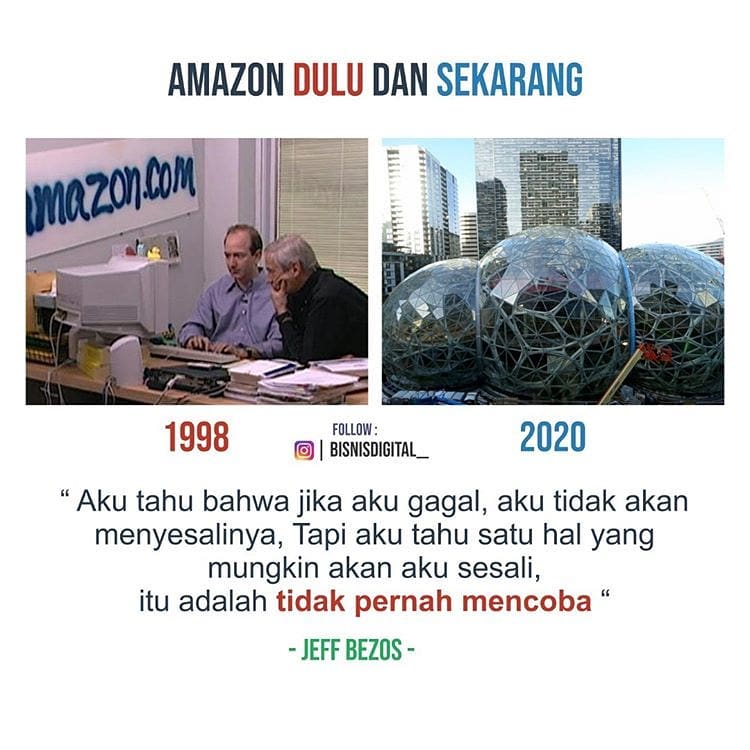 AMAZON DULU DAN SEKARANG
amazon.com
1998
FOLLOW :
| BISNISDIGITAL_
2020
“ Aku tahu bahwa jika aku gagal, aku tidak akan
menyesalinya, Tapi aku tahu satu hal yang
mungkin akan aku sesali,
itu adalah tidak pernah mencoba “
- JEFF BEZOS -